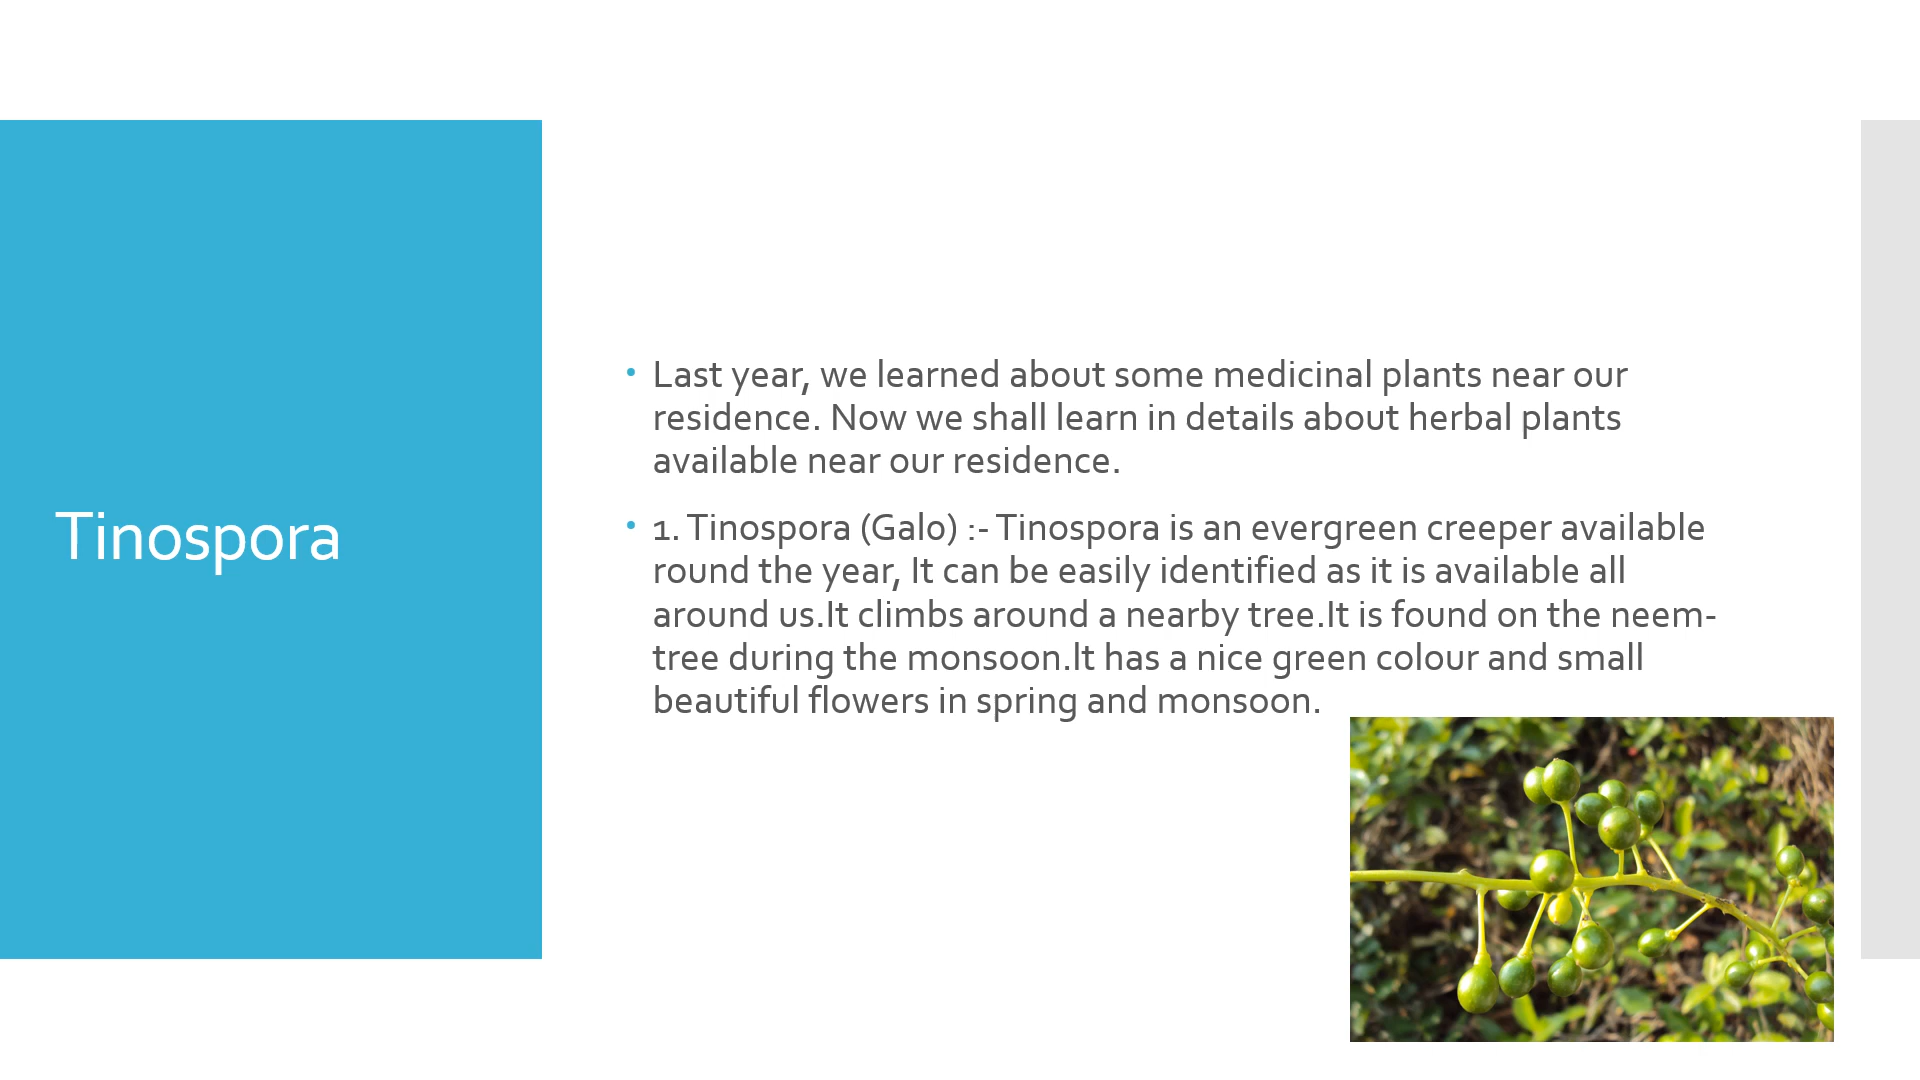 Tinospora
• Last year, we learned about some medicinal plants near our
residence. Now we shall learn in details about herbal plants
available near our residence.
• 1. Tinospora (Galo) :- Tinospora is an evergreen creeper available
round the year, It can be easily identified as it is available all
around us.It climbs around a nearby tree.It is found on the neem-
tree during the monsoon.lt has a nice green colour and small
beautiful flowers in spring and monsoon.